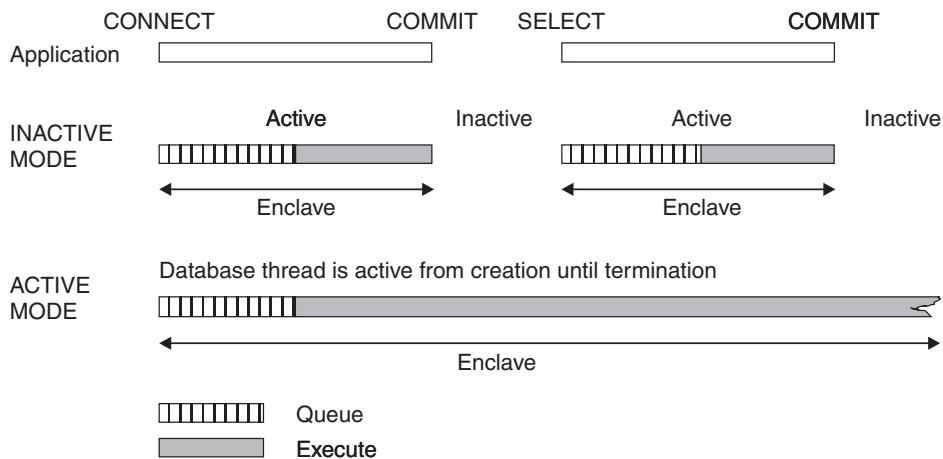 CONNECT COMMIT SELECT COMMIT
Application
Active Inactive Active Inactive
INACTIVE
MODE
Enclave Enclave
Database thread is active from creation until termination
ACTIVE
MODE
Enclave
Queue
Execute